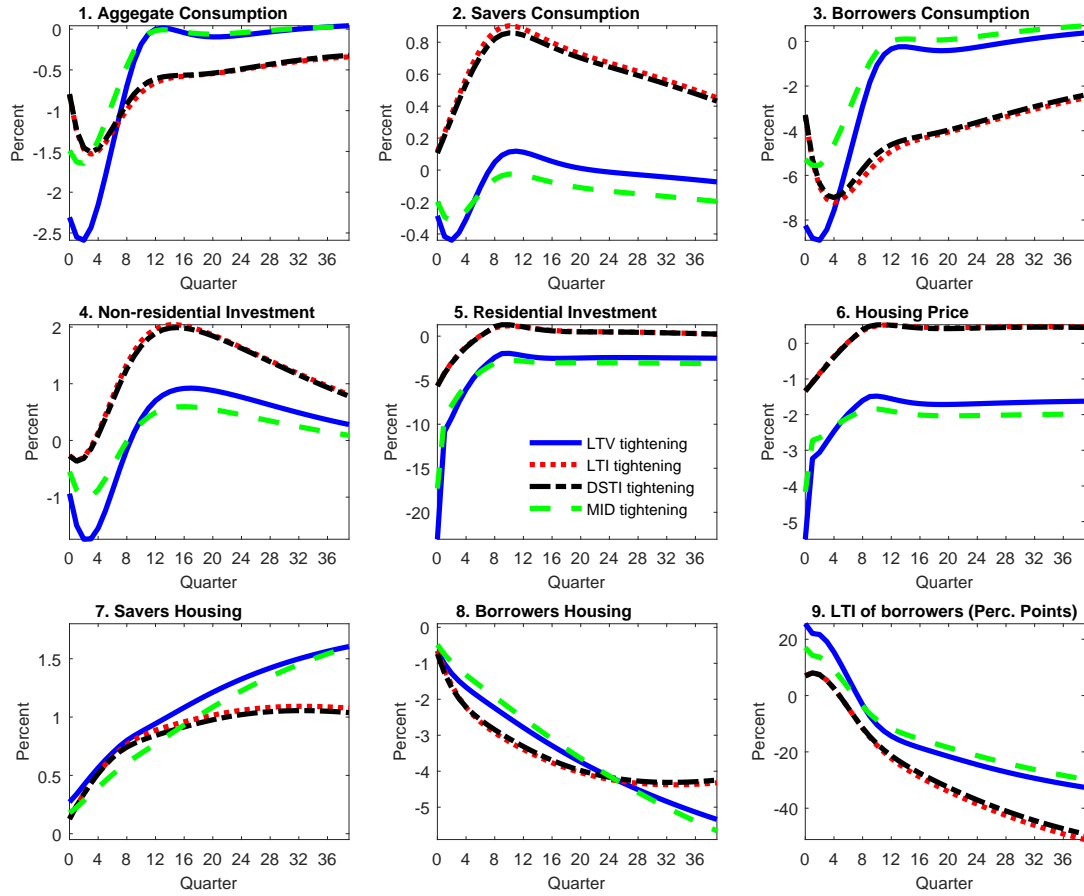 1. Aggegate Consumption
2. Savers Consumption
3. Borrowers Consumption
Percent
0
-0.5
-1
-1.5
-2
-2.5
0 4 8 12 16 20 24 28 32 36
Quarter
Percent
0.8
0.6
0.4
0.2
0
-0.2
-0.4
0 4 8 12 16 20 24 28 32 36
Quarter
Percent
0
-2
-4
-6
-8
0 4 8 12 16 20 24 28 32 36
Quarter
4. Non-residential Investment
5. Residential Investment
6. Housing Price
Percent
2
1
0
-1
0 4 8 12 16 20 24 28 32 36
Quarter
Percent
0
-5
-10
-15
-20
LTV tightening
LTI tightening
DSTI tightening
MID tightening
0 4 8 12 16 20 24 28 32 36
Quarter
Percent
0
-1
-2
-3
-4
-5
0 4 8 12 16 20 24 28 32 36
Quarter
7. Savers Housing
8. Borrowers Housing
9. LTI of borrowers (Perc. Points)
Percent
1.5
1
0.5
0
0 4 8 12 16 20 24 28 32 36
Quarter
Percent
0
-1
-2
-3
-4
-5
0 4 8 12 16 20 24 28 32 36
Quarter
Percent
20
0
-20
-40
0 4 8 12 16 20 24 28 32 36
Quarter